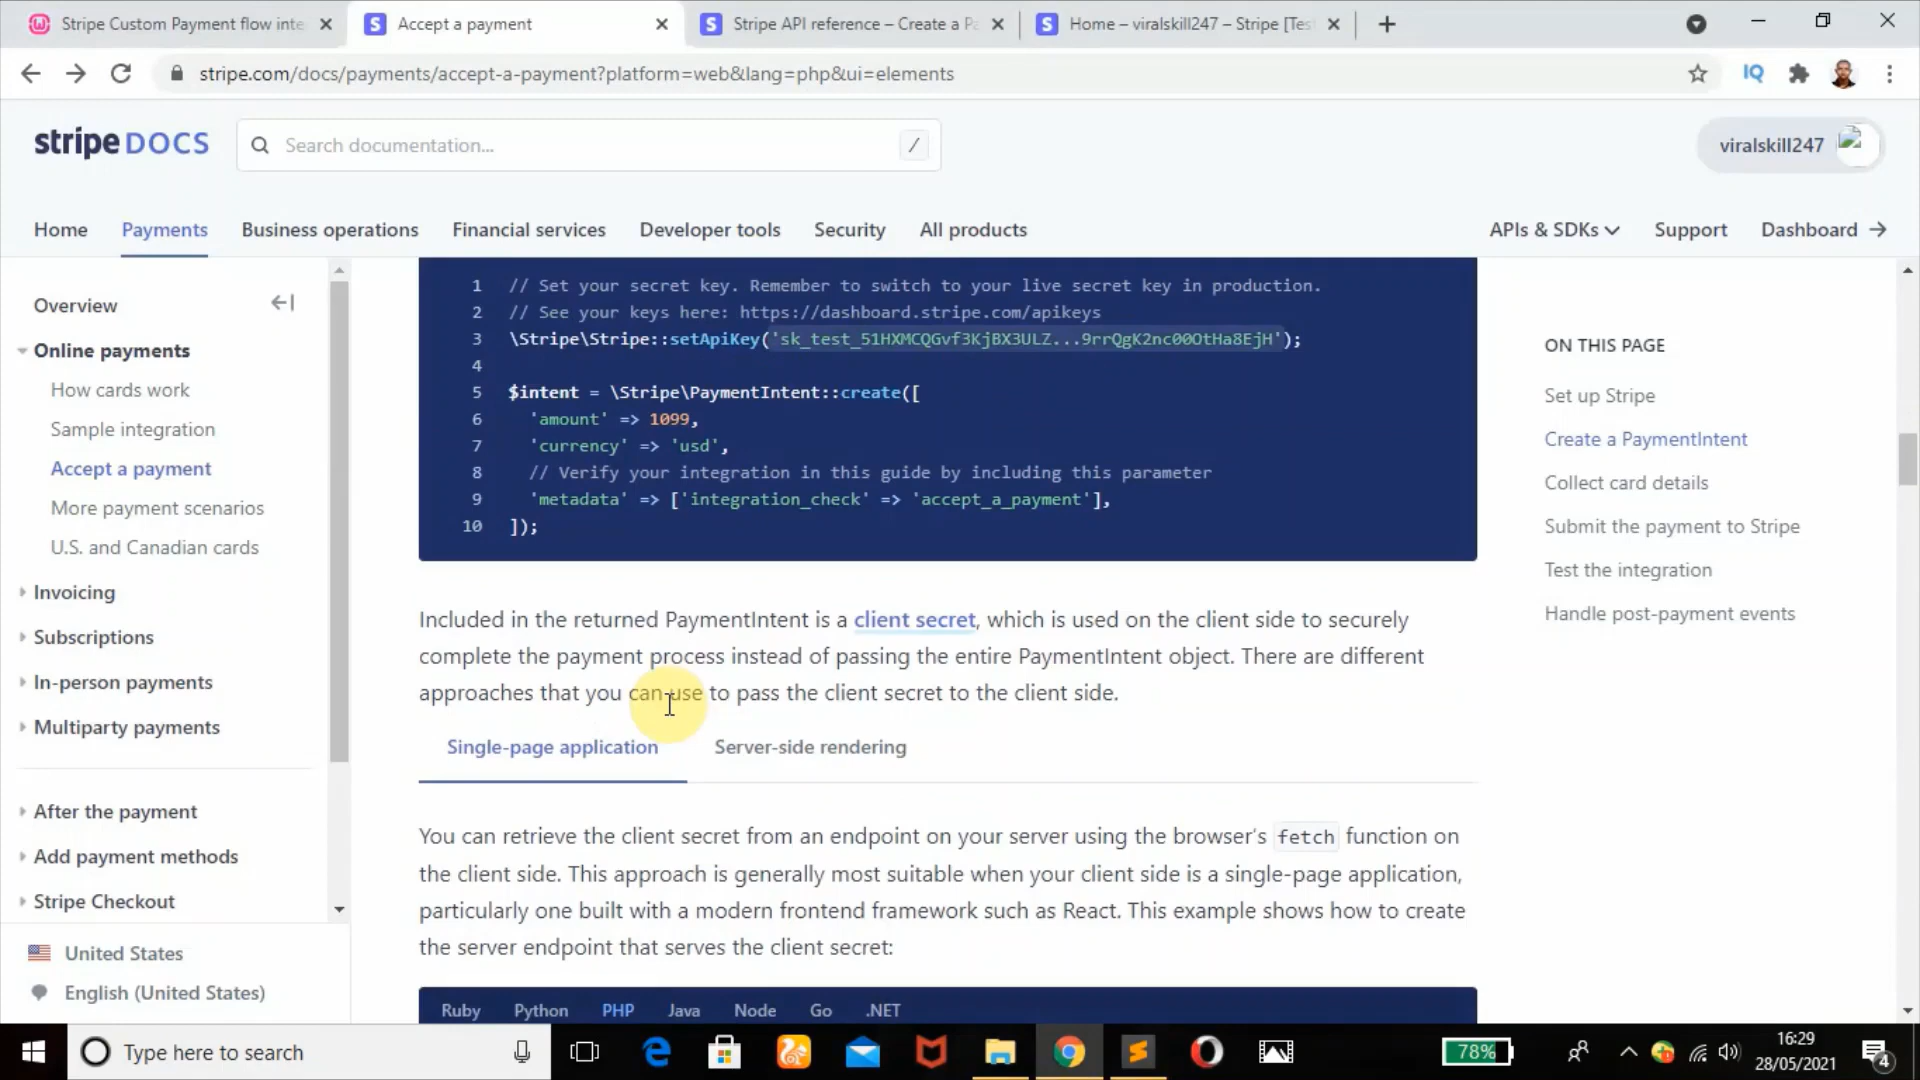 Stripe Custom Payment flow inte
Accept a payment
Stripe API reference – Create a Pa
Home – viralskill247 – Stripe [Tes
stripe.com/docs/payments/accept-a-payment?platform=web&lang=php&ui=elements
IQ
stripe DOCS
Search documentation...
/
viralskill247
Home
Payments
Business operations
Financial services
Developer tools
Security
All products
APIs & SDKs
Support
Dashboard →
Overview
Online payments
How cards work
Sample integration
Accept a payment
More payment scenarios
U.S. and Canadian cards
Invoicing
Subscriptions
In-person payments
Multiparty payments
After the payment
Add payment methods
Stripe Checkout
United States
English (United States)
1 // Set your secret key. Remember to switch to your live secret key in production.
2 // See your keys here: https://dashboard.stripe.com/apikeys
3 \Stripe\Stripe::setApiKey('sk_test_51HXMCQGvf3KjBX3ULZ...9rrQgK2nc00OtHa8EjH');
4
5 $intent = \Stripe\PaymentIntent::create([
6 'amount' => 1099,
7 'currency' => 'usd',
8 // Verify your integration in this guide by including this parameter
9 'metadata' => ['integration_check' => 'accept_a_payment'],
10 ]);
Included in the returned PaymentIntent is a client secret, which is used on the client side to securely
complete the payment process instead of passing the entire PaymentIntent object. There are different
approaches that you can use to pass the client secret to the client side.
Single-page application
Server-side rendering
You can retrieve the client secret from an endpoint on your server using the browser's fetch function on
the client side. This approach is generally most suitable when your client side is a single-page application,
particularly one built with a modern frontend framework such as React. This example shows how to create
the server endpoint that serves the client secret:
Ruby Python PHP Java Node Go .NET
ON THIS PAGE
Set up Stripe
Create a PaymentIntent
Collect card details
Submit the payment to Stripe
Test the integration
Handle post-payment events
Type here to search
78%
16:29
28/05/2021
4